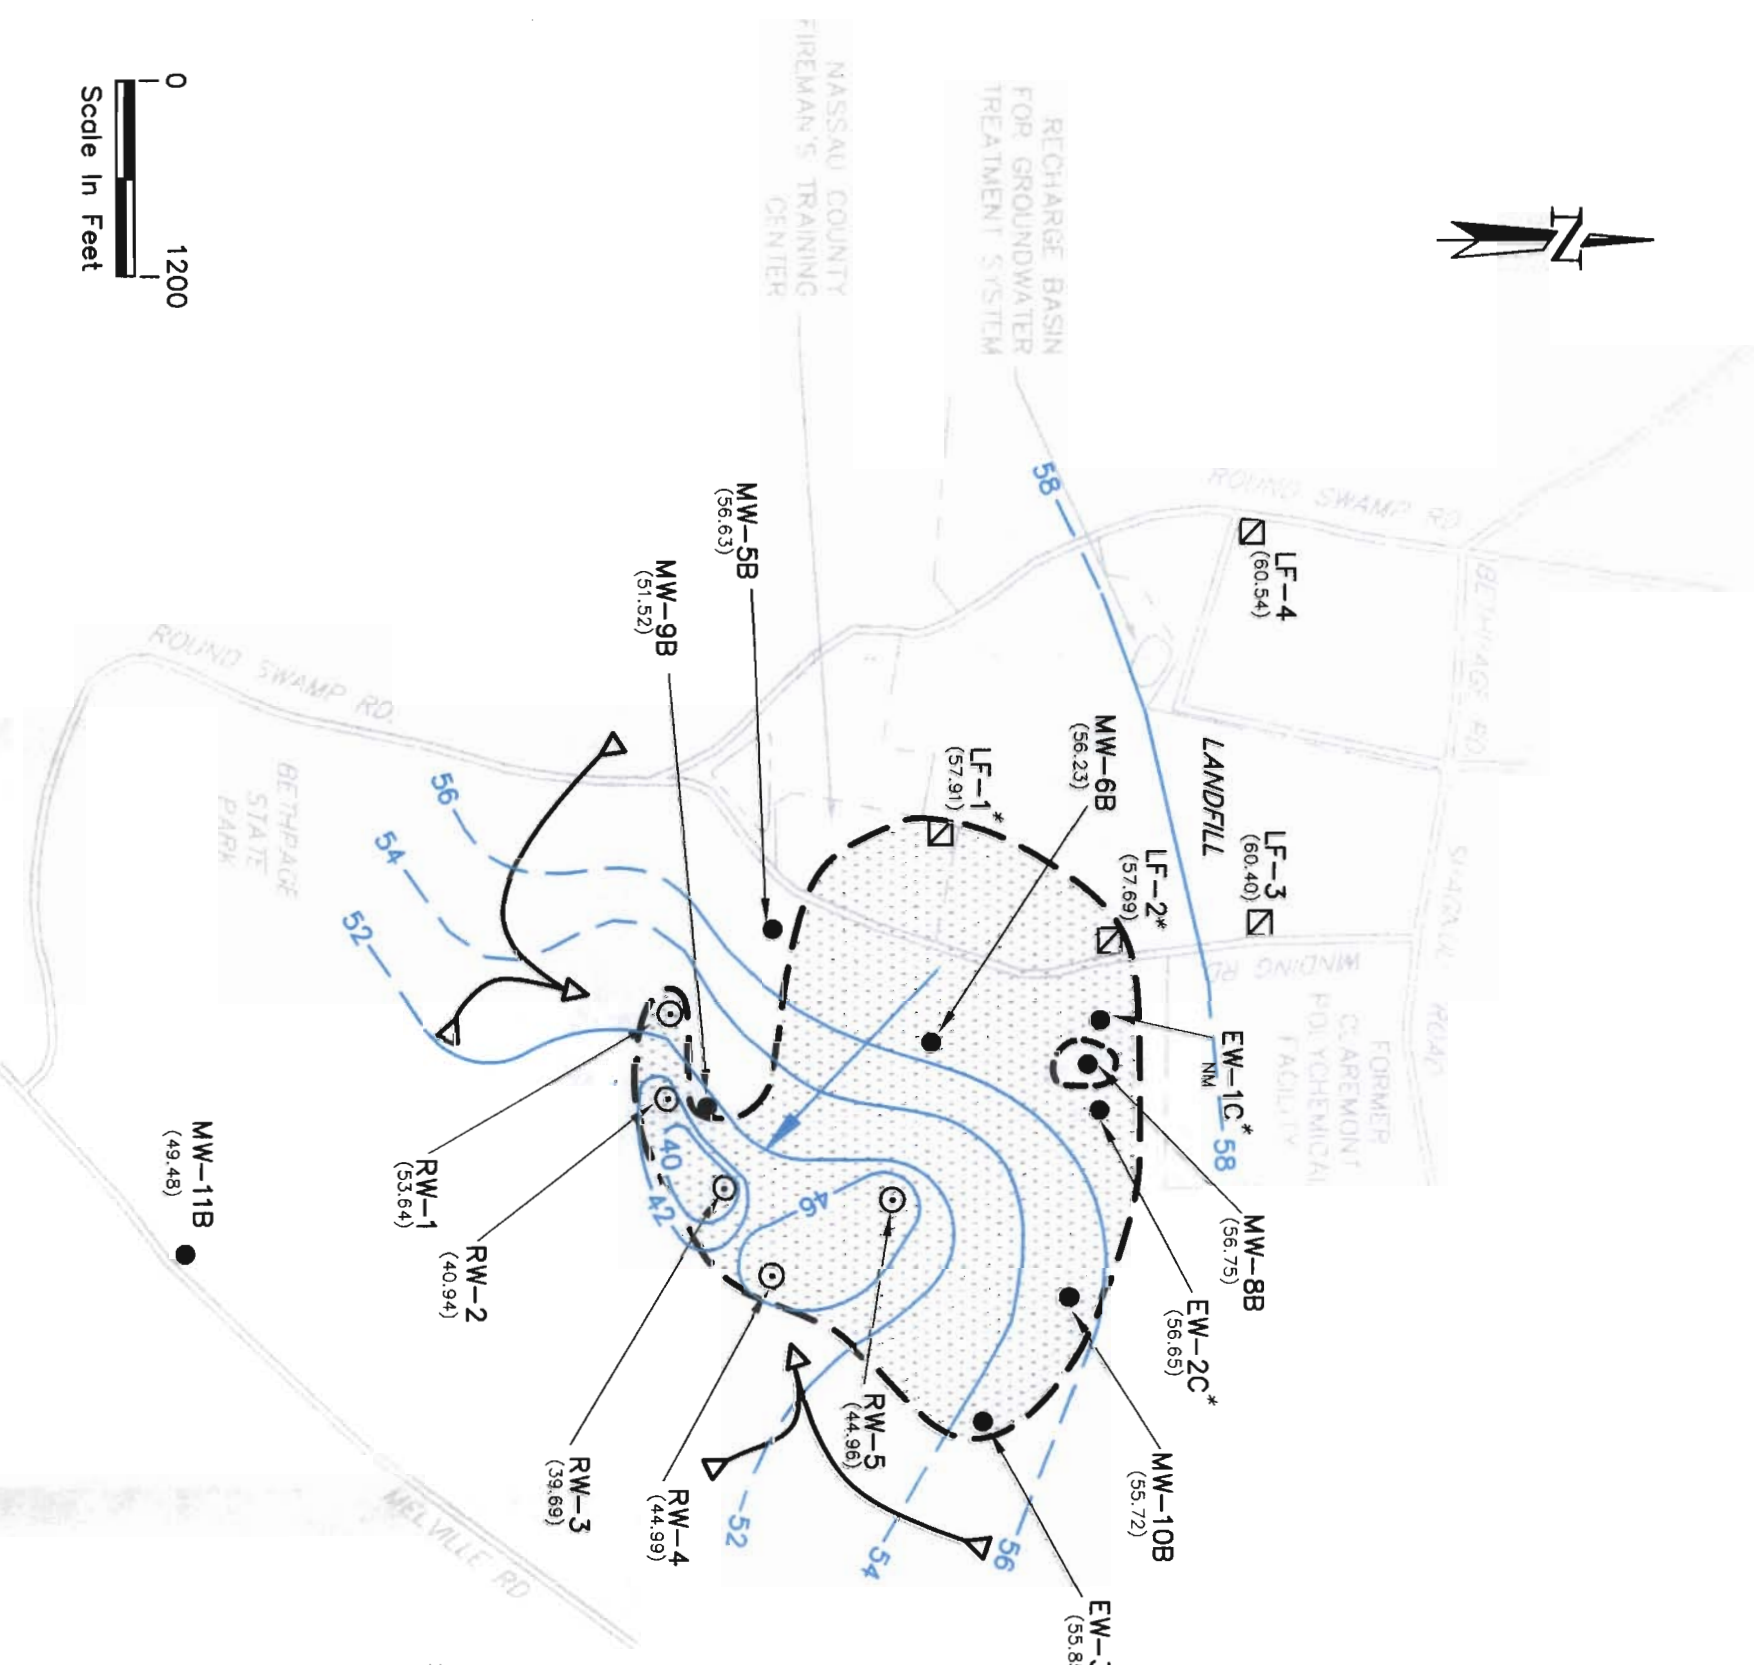 0 1200
Scale In Feet
NASSAU COUNTY
FIREMAN'S TRAINING
CENTER
RECHARGE BASIN
FOR GROUNDWATER
TREATMENT SYSTEM
N
58
ROUND SWAMP RD
LF-4
(60.54)
BETHPAGE RD
MW-5B
(56.63)
MW-9B
(51.52)
ROUND SWAMP RD.
BETHPAGE
STATE
PARK
56
54
52
LF-1*
(57.91)
MW-6B
(56.23)
LANDFILL
LF-2*
(57.69)
LF-3
(60.40)
WINDING RD
ROAD
FORMER
CLAREMONT
POLYCHEMICAL
FACILITY
EW-1C*
NM
58
MW-8B
(56.75)
EW-2C*
(56.65)
MW-10B
(55.72)
MW-11B
(49.48)
RW-1
(53.64)
RW-2
(40.94)
40
42
46
RW-3
(39.69)
RW-4
(44.99)
RW-5
(44.96)
52
54
56
MELVILLE RD